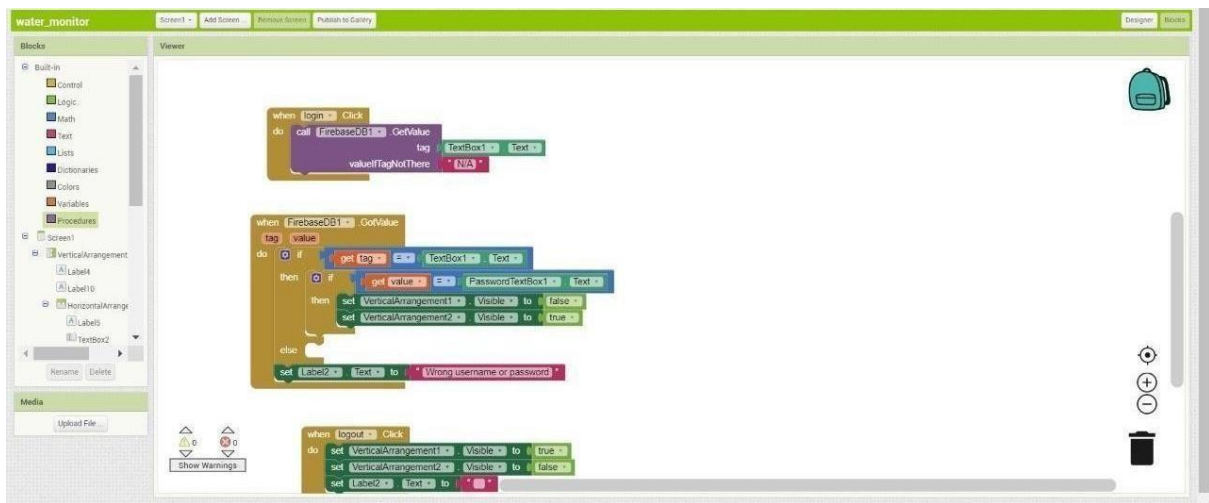 water_monitor Screen1 Add Screen ... Remove Screen Publish to Gallery Designer Blocks
Blocks
Viewer
Built-in
Control
Logic
Math
Text
Lists
Dictionaries
Colors
Variables
Procedures
Screen1
VerticalArrangement
Label4
Label10
HorizontalArrange
Label5
TextBox2
Rename Delete
Media
Upload File ...
when login .Click
do call FirebaseDB1 .GetValue
tag TextBox1 . Text
valueIfTagNotThere " N/A "
when FirebaseDB1 .GotValue
tag value
do if get tag = TextBox1 . Text
then if get value = PasswordTextBox1 . Text
then set VerticalArrangement1 . Visible to false
set VerticalArrangement2 . Visible to true
else
set Label2 . Text to " Wrong username or password "
when logout .Click
do set VerticalArrangement1 . Visible to true
set VerticalArrangement2 . Visible to false
set Label2 . Text to " "
0 0
Show Warnings